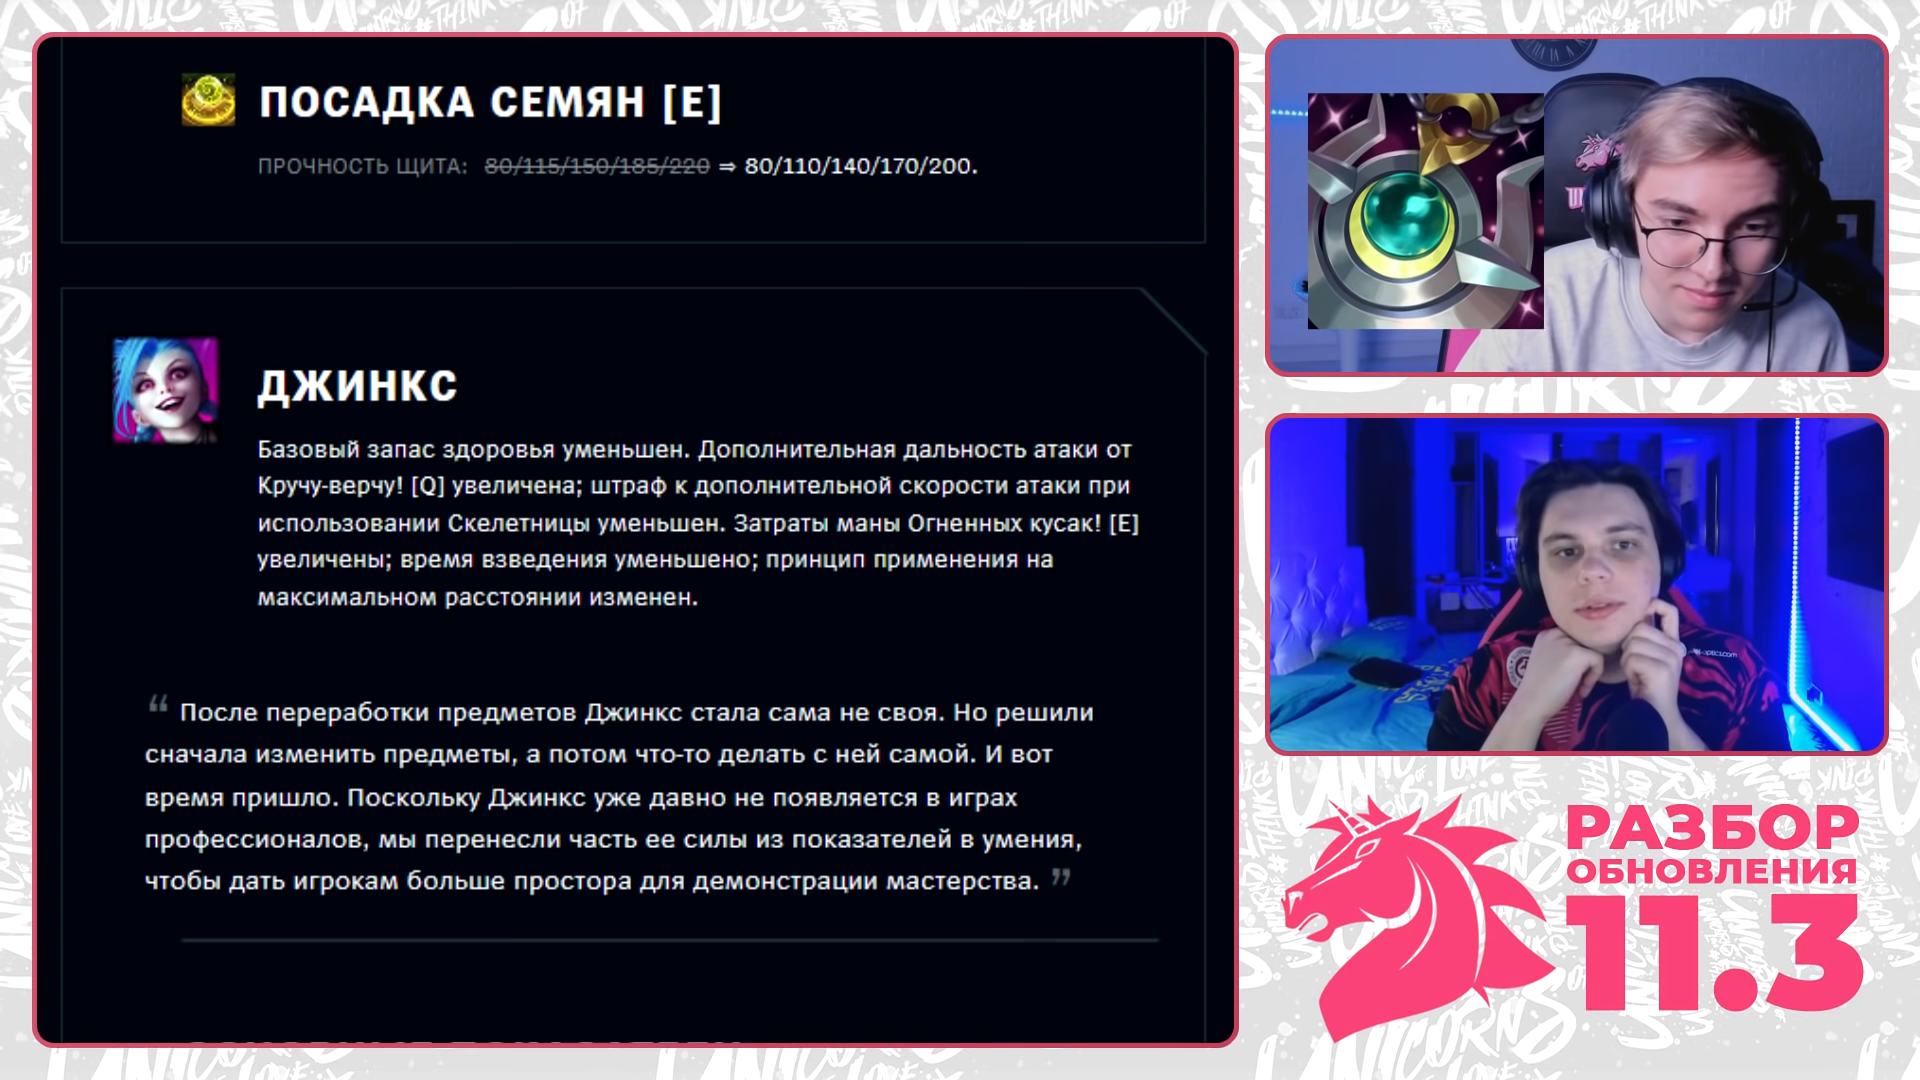 ПОСАДКА СЕМЯН [E]
ПРОЧНОСТЬ ЩИТА: 80/115/150/185/220 ⇒ 80/110/140/170/200.
ДЖИНКС
Базовый запас здоровья уменьшен. Дополнительная дальность атаки от
Кручу-верчу! [Q] увеличена; штраф к дополнительной скорости атаки при
использовании Скелетницы уменьшен. Затраты маны Огненных кусак! [E]
увеличены; время взведения уменьшено; принцип применения на
максимальном расстоянии изменен.
“ После переработки предметов Джинкс стала сама не своя. Но решили
сначала изменить предметы, а потом что-то делать с ней самой. И вот
время пришло. Поскольку Джинкс уже давно не появляется в играх
профессионалов, мы перенесли часть ее силы из показателей в умения,
чтобы дать игрокам больше простора для демонстрации мастерства. ”
РАЗБОР
ОБНОВЛЕНИЯ
11.3